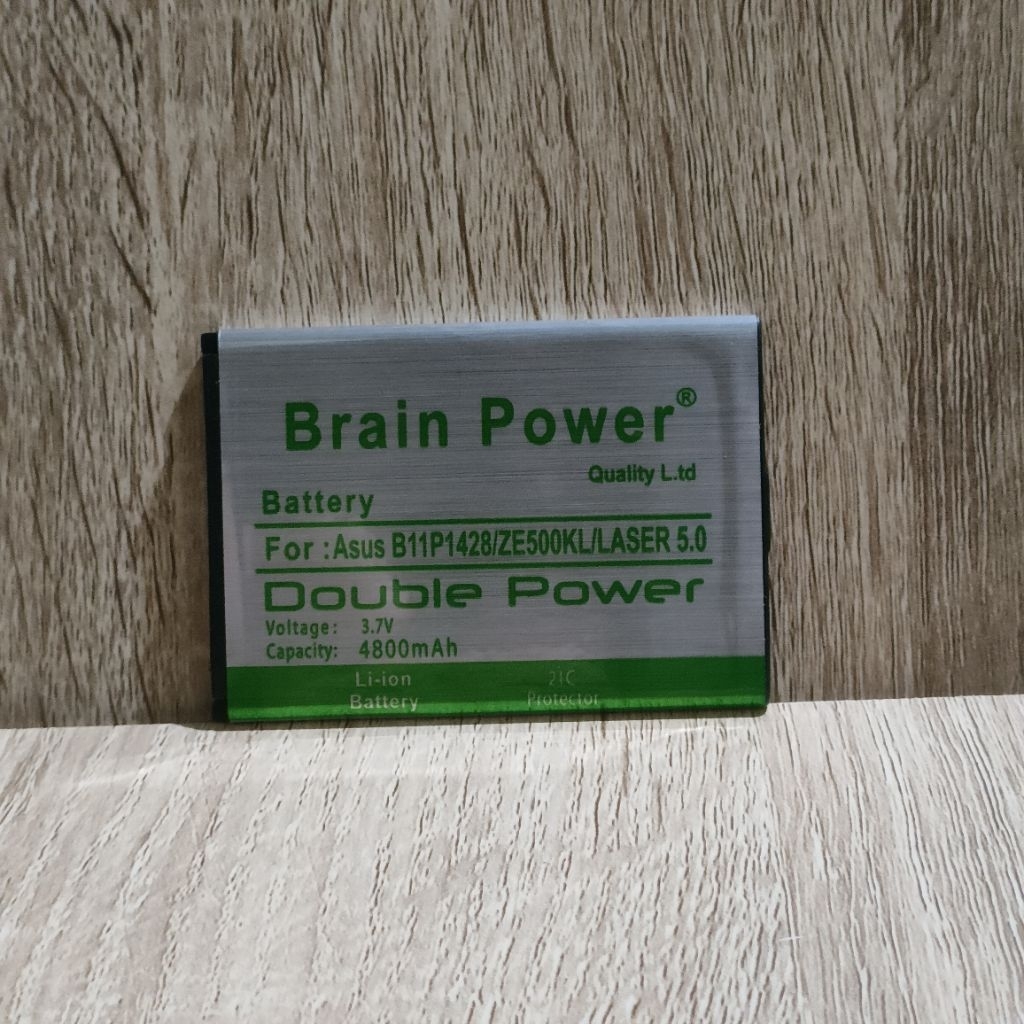 Brain Power®
Quality L.td
Battery
For : Asus B11P1428/ZE500KL/LASER 5.0
Double Power
Voltage: 3.7V
Capacity: 4800mAh
Li-ion 21C
Battery Protector